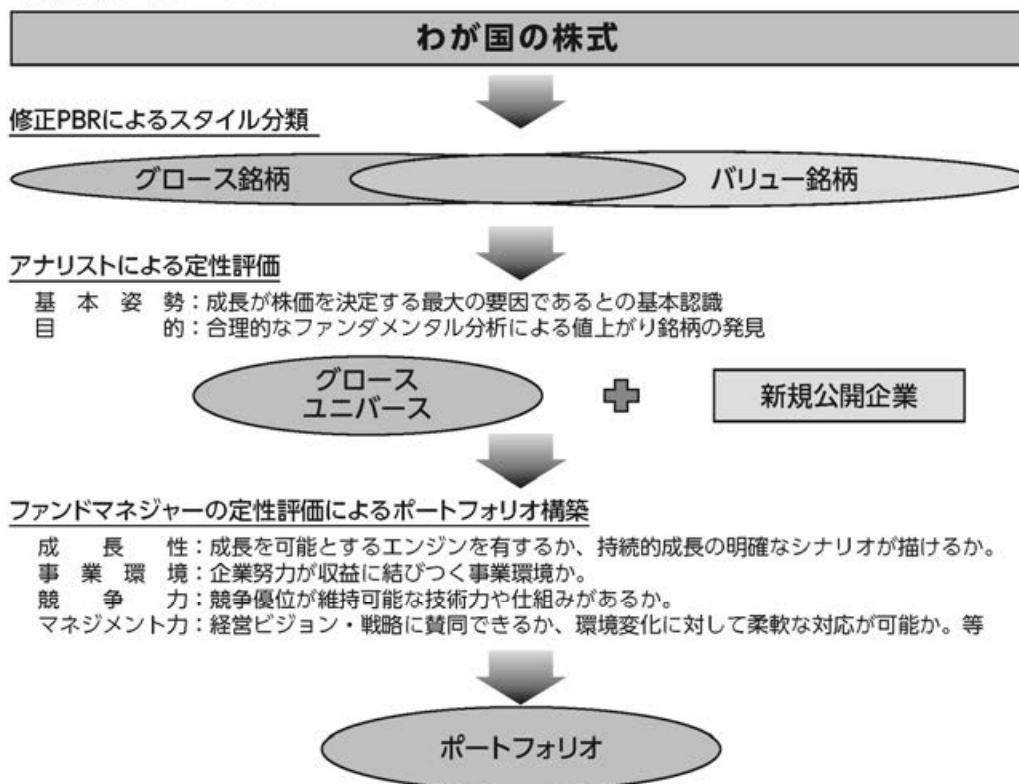 わが国の株式
修正PBRによるスタイル分類
グロース銘柄
バリュー銘柄
アナリストによる定性評価
基本姿勢：成長が株価を決定する最大の要因であるとの基本認識
目的：合理的なファンダメンタル分析による値上がり銘柄の発見
グロース
ユニバース
新規公開企業
ファンドマネジャーの定性評価によるポートフォリオ構築
成長性：成長を可能とするエンジンを有するか、持続的成長の明確なシナリオが描けるか。
事業環境：企業努力が収益に結びつく事業環境か。
競争力：競争優位が維持可能な技術力や仕組みがあるか。
マネジメント力：経営ビジョン・戦略に賛同できるか、環境変化に対して柔軟な対応が可能か。等
ポートフォリオ